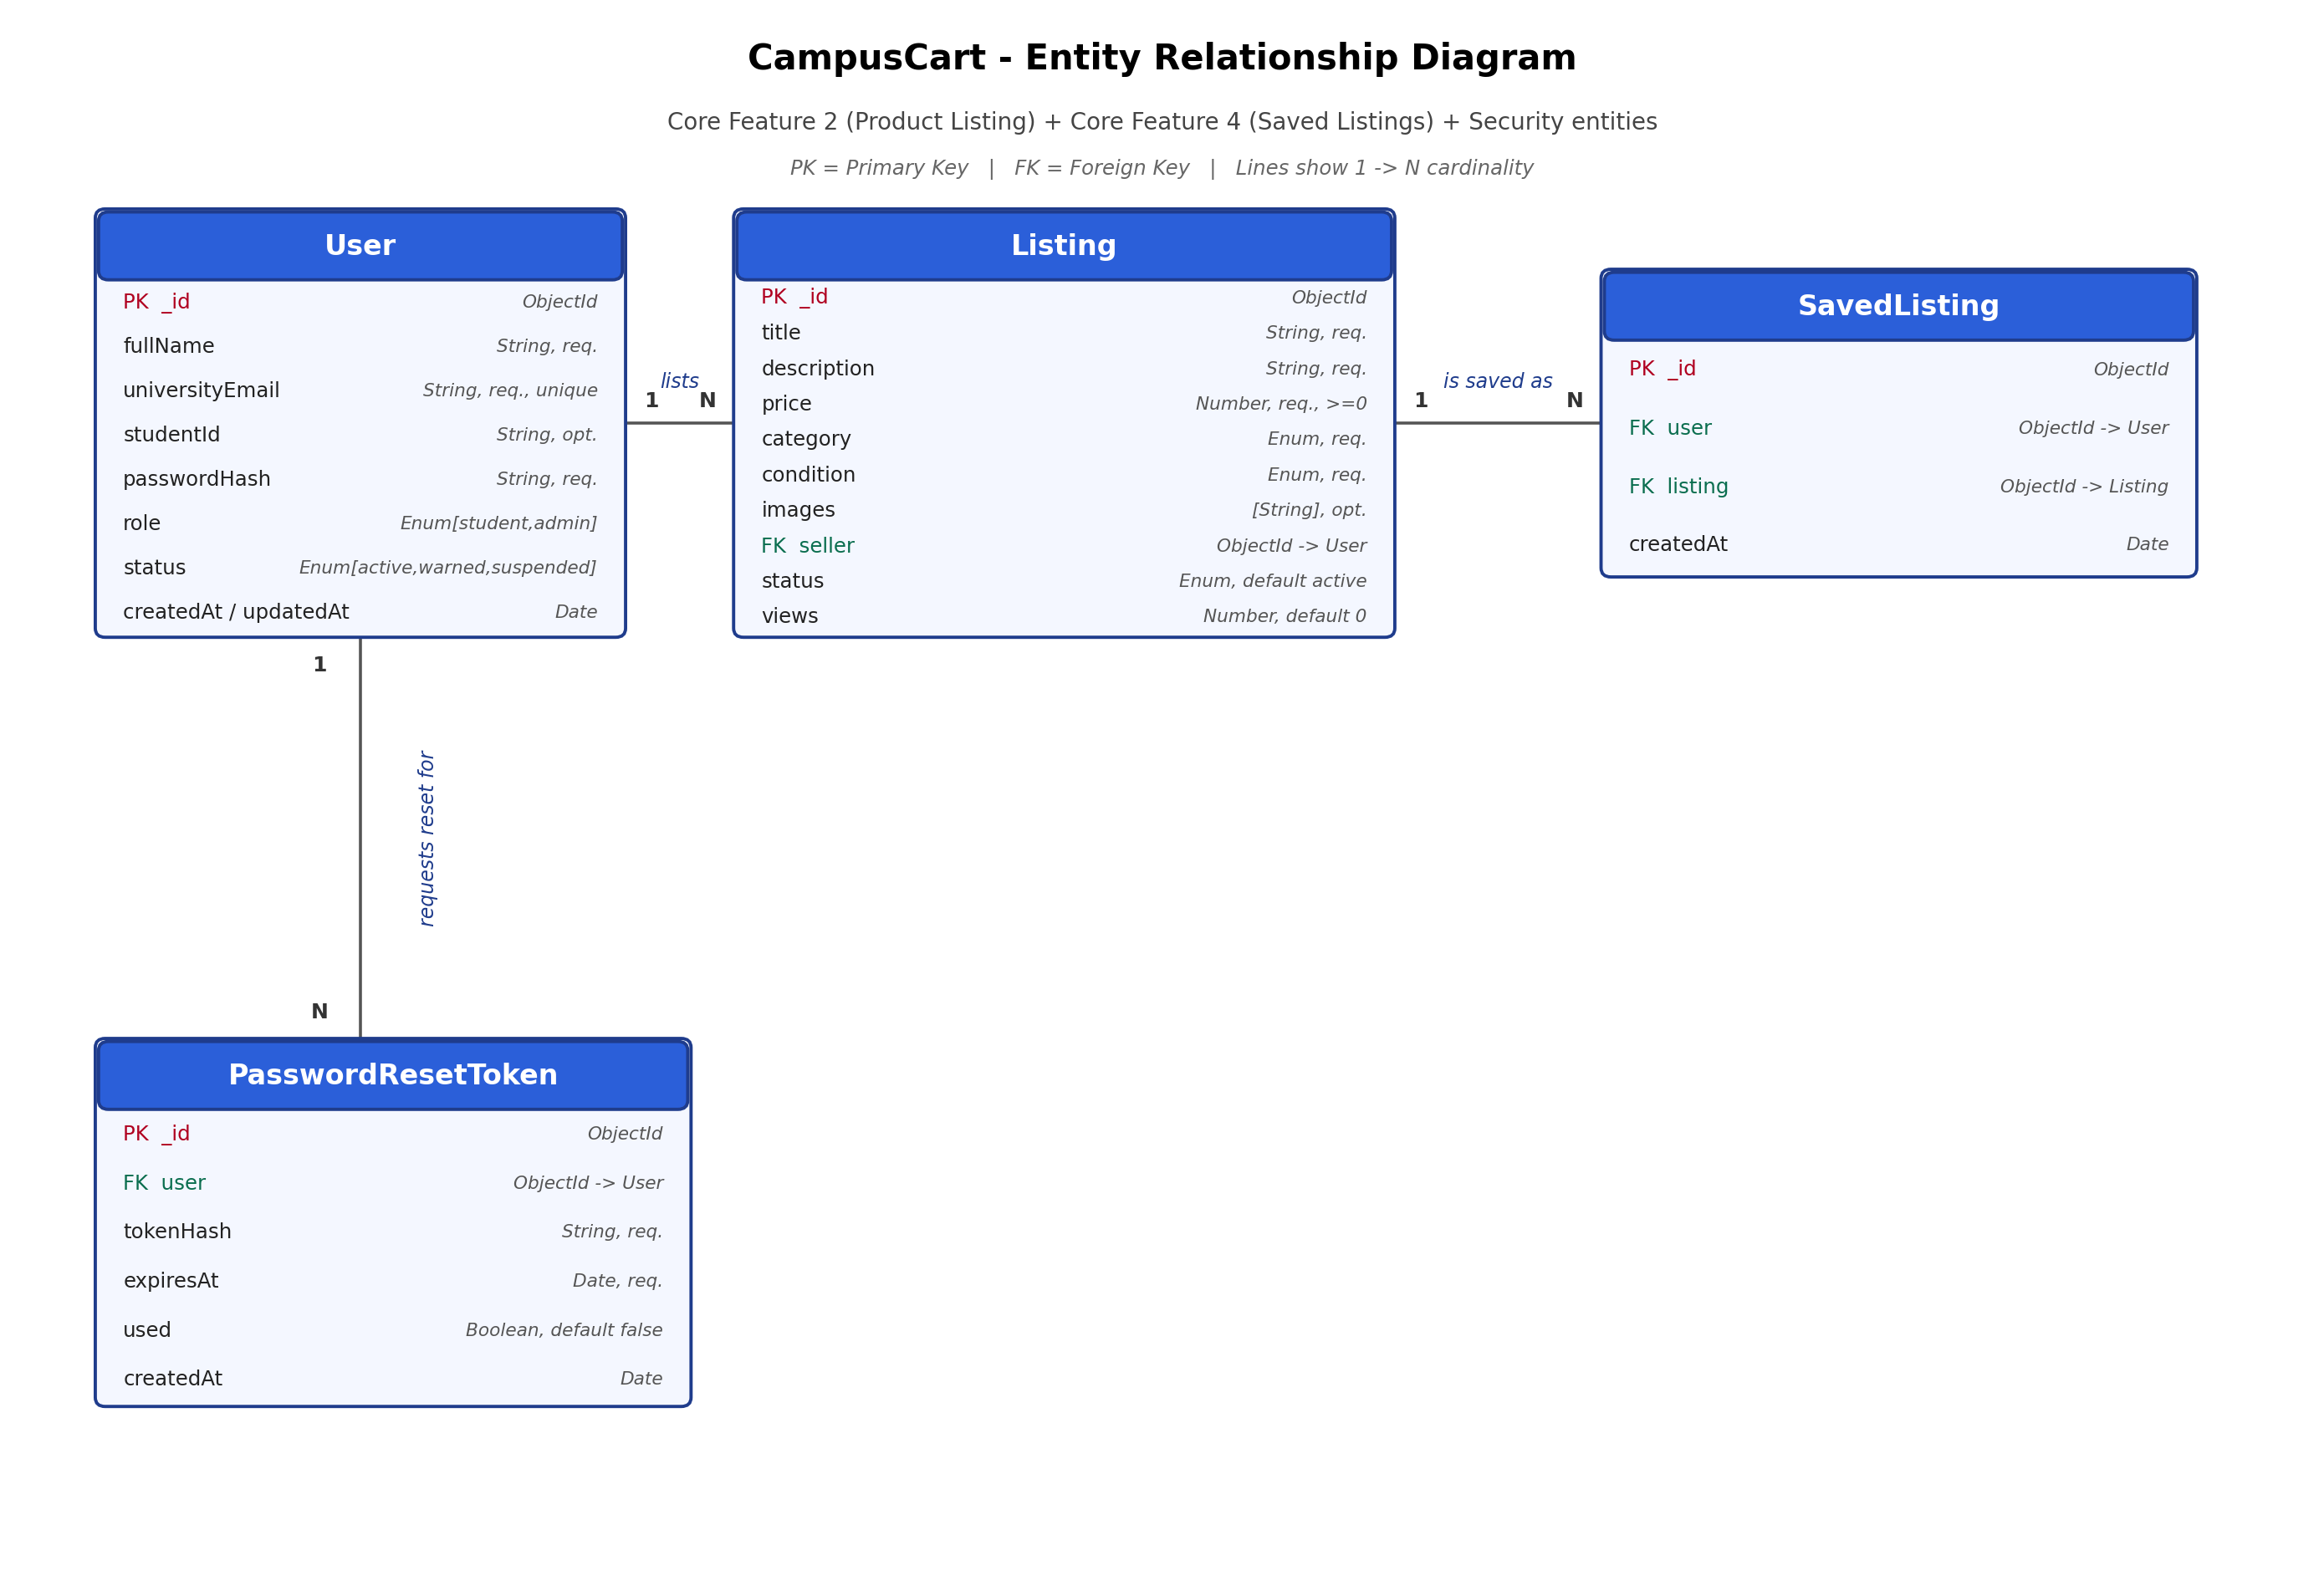 CampusCart - Entity Relationship Diagram
Core Feature 2 (Product Listing) + Core Feature 4 (Saved Listings) + Security entities
PK = Primary Key | FK = Foreign Key | Lines show 1 -> N cardinality
User
PK _id ObjectId
fullName String, req.
universityEmail String, req., unique
studentId String, opt.
passwordHash String, req.
role Enum[student,admin]
status Enum[active,warned,suspended]
createdAt / updatedAt Date
lists
1 N
Listing
PK _id ObjectId
title String, req.
description String, req.
price Number, req., >=0
category Enum, req.
condition Enum, req.
images [String], opt.
FK seller ObjectId -> User
status Enum, default active
views Number, default 0
is saved as
1 N
SavedListing
PK _id ObjectId
FK user ObjectId -> User
FK listing ObjectId -> Listing
createdAt Date
1
requests reset for
N
PasswordResetToken
PK _id ObjectId
FK user ObjectId -> User
tokenHash String, req.
expiresAt Date, req.
used Boolean, default false
createdAt Date